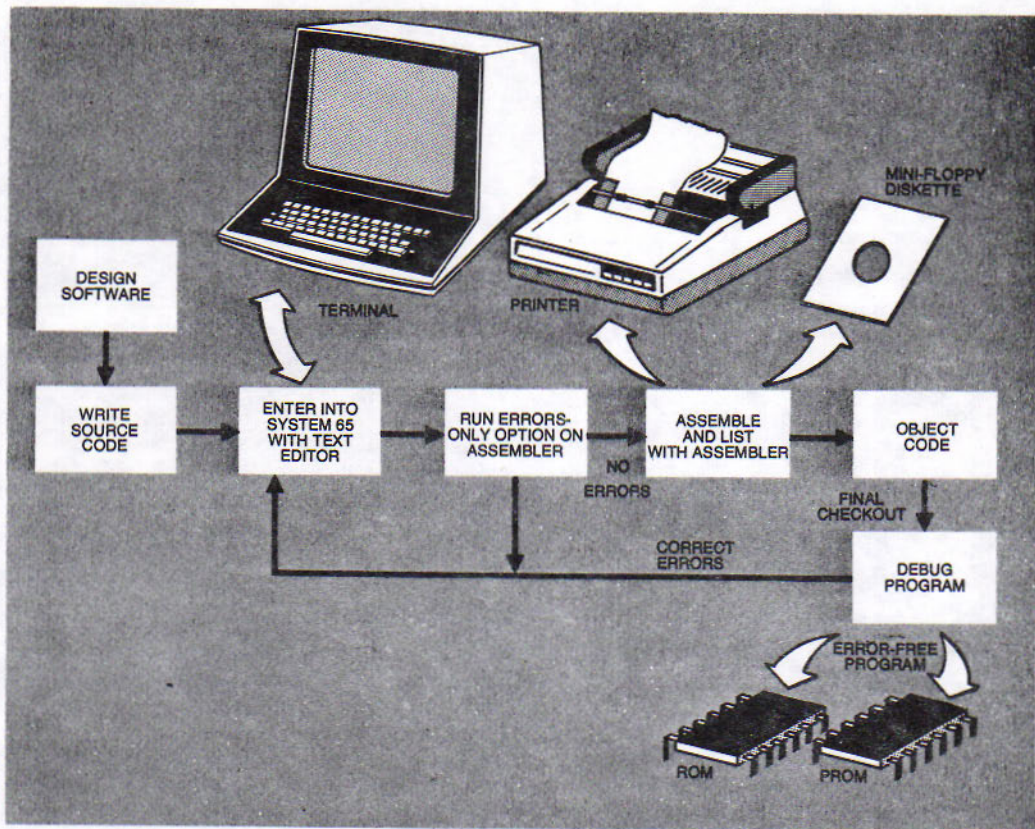 MINI-FLOPPY
DISKETTE
TERMINAL
PRINTER
DESIGN
SOFTWARE
WRITE
SOURCE
CODE
ENTER INTO
SYSTEM 65
WITH TEXT
EDITOR
RUN ERRORS-
ONLY OPTION ON
ASSEMBLER
NO
ERRORS
ASSEMBLE
AND LIST
WITH ASSEMBLER
OBJECT
CODE
FINAL
CHECKOUT
CORRECT
ERRORS
DEBUG
PROGRAM
ERROR-FREE
PROGRAM
ROM
PROM